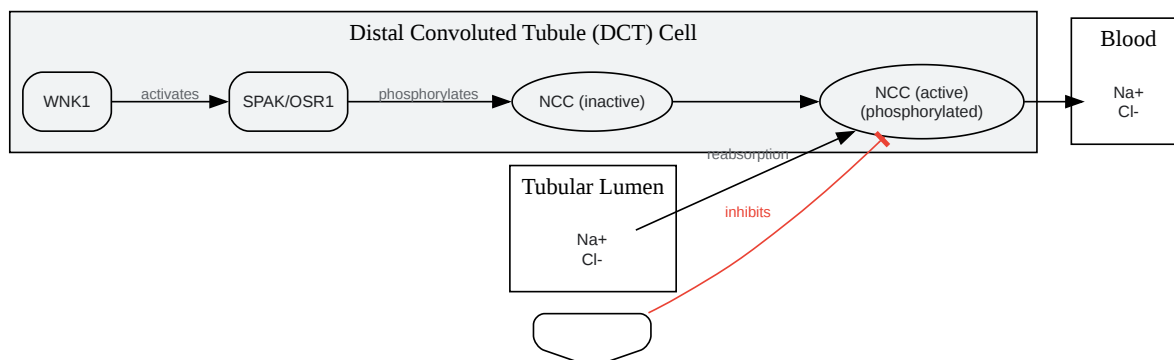 Distal Convoluted Tubule (DCT) Cell
WNK1
activates
SPAK/OSR1
phosphorylates
NCC (inactive)
NCC (active)
(phosphorylated)
Blood
Na+
Cl-
reabsorption
Tubular Lumen
Na+
Cl-
inhibits